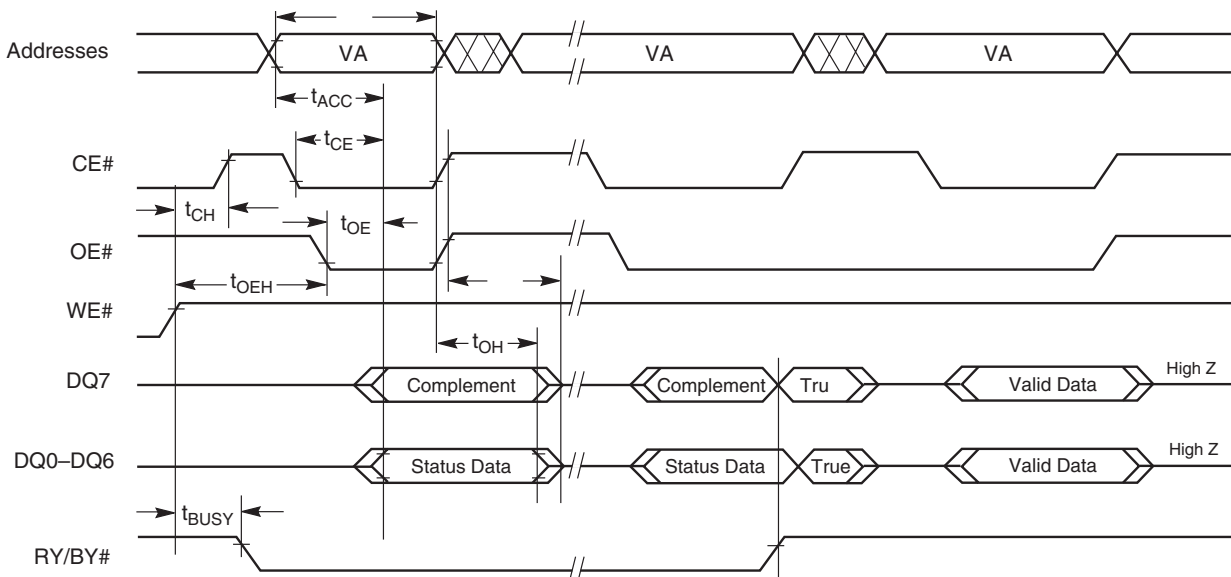 Addresses VA VA VA
tACC
tCE
CE#
tCH
tOE
OE#
tOEH
WE#
tOH
DQ7 Complement Complement Tru Valid Data High Z
DQ0–DQ6 Status Data Status Data True Valid Data High Z
tBUSY
RY/BY#